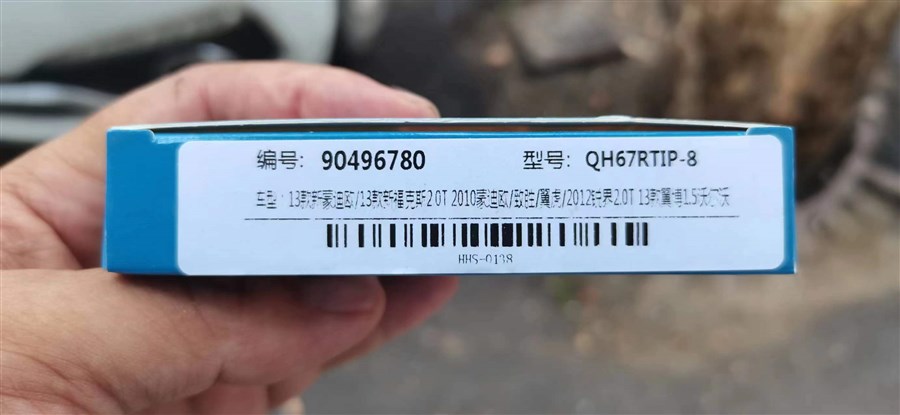 编号: 90496780 型号: QH67RTIP-8
车型: 13款新蒙迪欧/13款新福克斯2.0T 2010蒙迪欧/致胜/翼虎/2012锐界2.0T 13款翼博1.5沃尔沃
HHS-0138